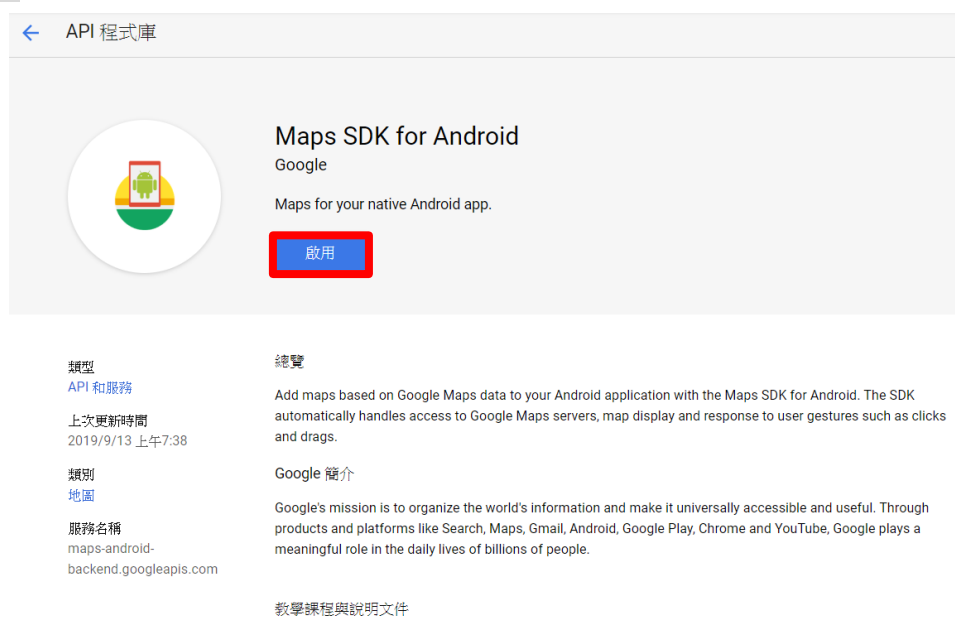 API 程式庫
Maps SDK for Android
Google
Maps for your native Android app.
啟用
類型
API 和服務
上次更新時間
2019/9/13 上午7:38
類別
地圖
服務名稱
maps-android-
backend.googleapis.com
總覽
Add maps based on Google Maps data to your Android application with the Maps SDK for Android. The SDK
automatically handles access to Google Maps servers, map display and response to user gestures such as clicks
and drags.
Google 簡介
Google's mission is to organize the world's information and make it universally accessible and useful. Through
products and platforms like Search, Maps, Gmail, Android, Google Play, Chrome and YouTube, Google plays a
meaningful role in the daily lives of billions of people.
教學課程與說明文件